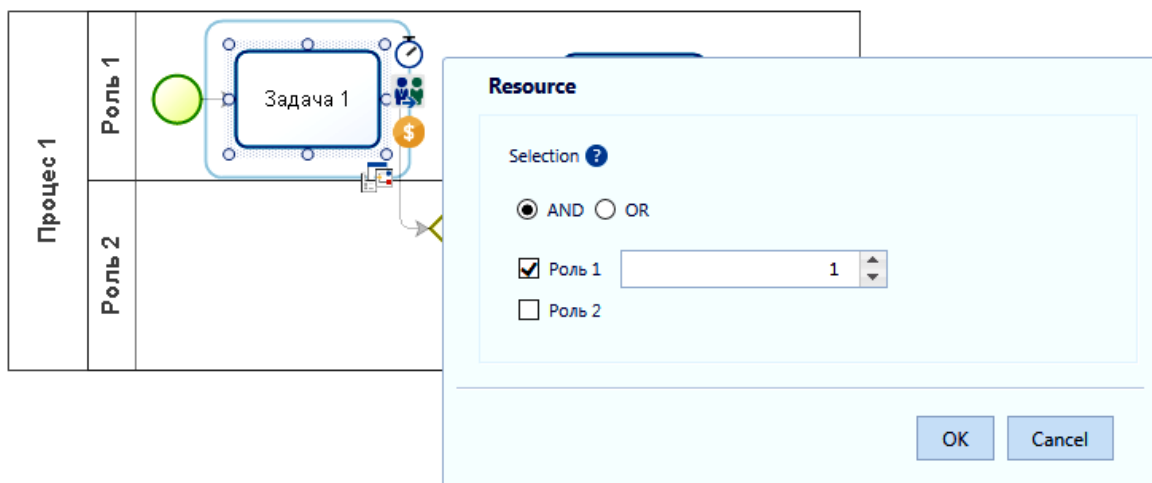 Процес 1
Роль 1
Роль 2
Задача 1
$
Resource
Selection ?
AND OR
Роль 1 1
Роль 2
OK Cancel